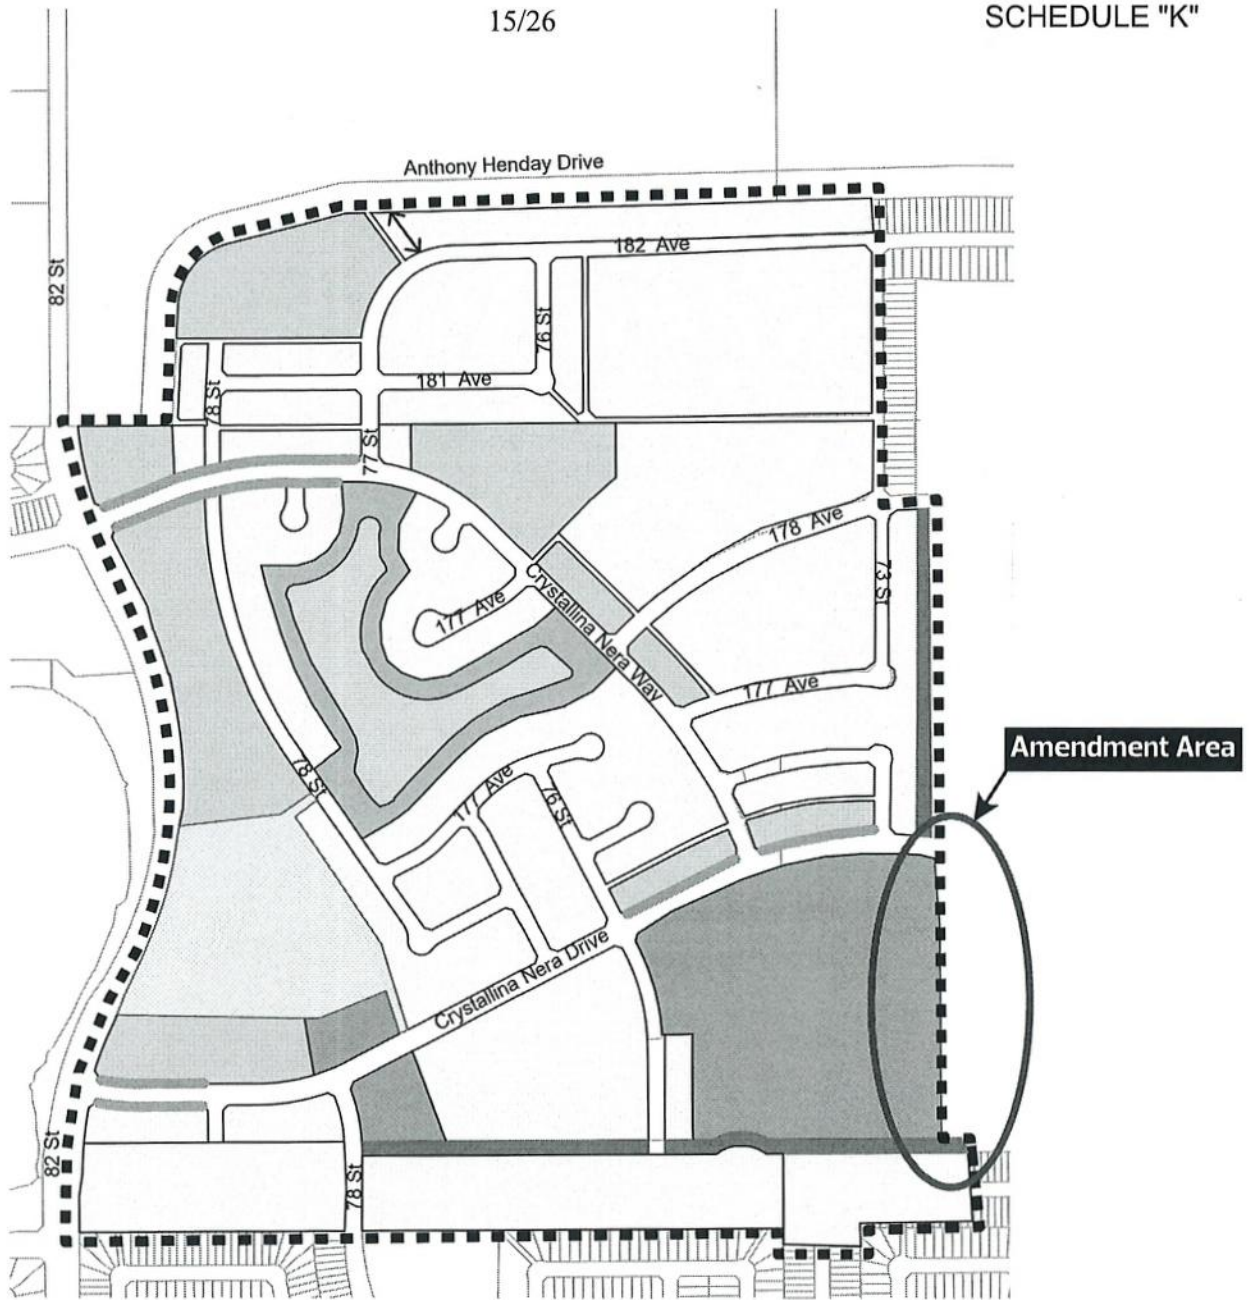 15/26
SCHEDULE "K"
Anthony Henday Drive
182 Ave
82 St
76 St
181 Ave
78 St
77 St
178 Ave
73 St
Crystallina Nera Way
177 Ave
177 Ave
Amendment Area
78 St
177 Ave
76 St
Crystallina Nera Drive
82 St
78 St